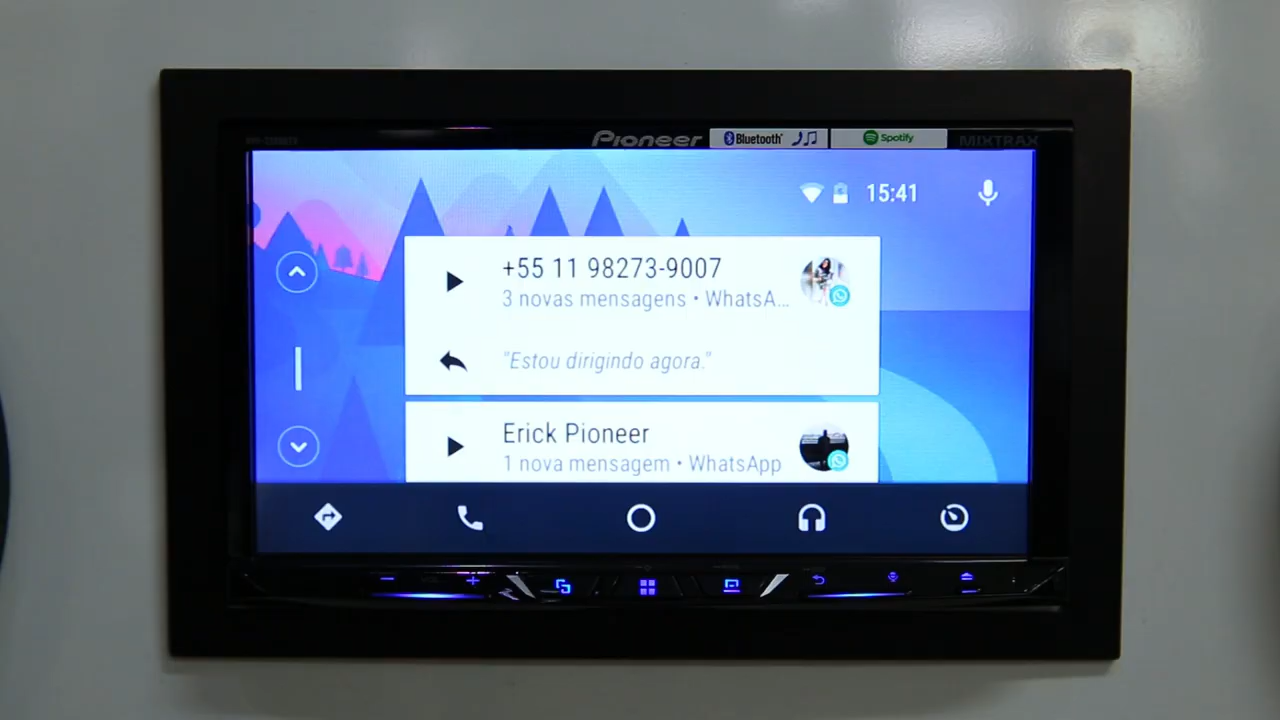 Pioneer
Bluetooth
Spotify
MIXTRAX
15:41
+55 11 98273-9007
3 novas mensagens • WhatsA...
"Estou dirigindo agora."
Erick Pioneer
1 nova mensagem • WhatsApp